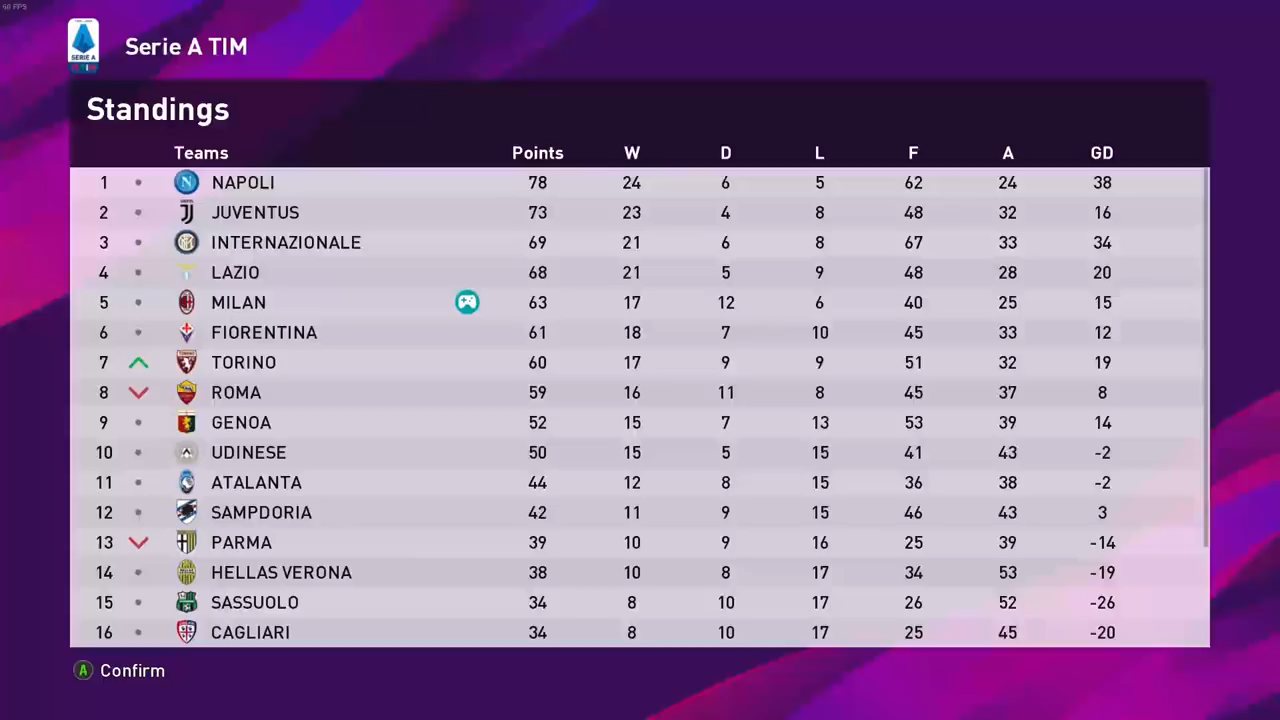 60 FPS
SERIE A
Serie A TIM
Standings
Teams Points W D L F A GD
1 NAPOLI 78 24 6 5 62 24 38
2 JUVENTUS 73 23 4 8 48 32 16
3 INTERNAZIONALE 69 21 6 8 67 33 34
4 LAZIO 68 21 5 9 48 28 20
5 MILAN 63 17 12 6 40 25 15
6 FIORENTINA 61 18 7 10 45 33 12
7 TORINO 60 17 9 9 51 32 19
8 ROMA 59 16 11 8 45 37 8
9 GENOA 52 15 7 13 53 39 14
10 UDINESE 50 15 5 15 41 43 -2
11 ATALANTA 44 12 8 15 36 38 -2
12 SAMPDORIA 42 11 9 15 46 43 3
13 PARMA 39 10 9 16 25 39 -14
14 HELLAS VERONA 38 10 8 17 34 53 -19
15 SASSUOLO 34 8 10 17 26 52 -26
16 CAGLIARI 34 8 10 17 25 45 -20
A Confirm